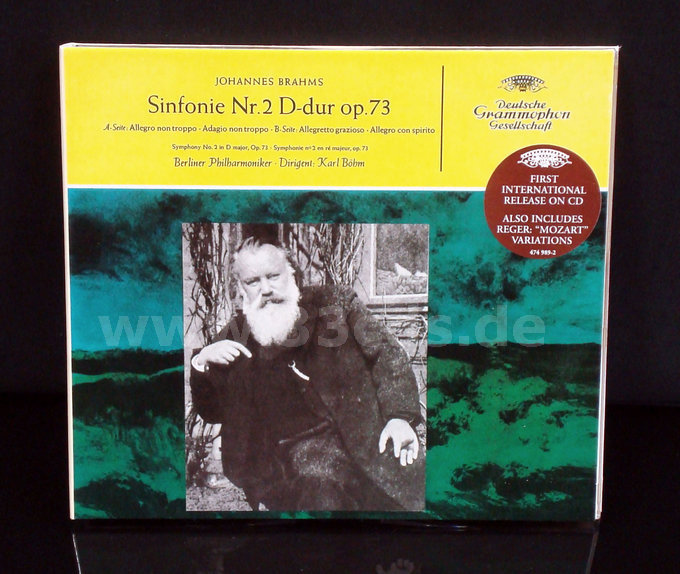 JOHANNES BRAHMS
Sinfonie Nr. 2 D-dur op. 73
A-Seite: Allegro non troppo - Adagio non troppo - B-Seite: Allegretto grazioso - Allegro con spirito
Symphony No. 2 in D major, Op. 73 · Symphonie n° 2 en ré majeur, op. 73
Berliner Philharmoniker · Dirigent: Karl Böhm
Deutsche
Grammophon
Gesellschaft
FIRST
INTERNATIONAL
RELEASE ON CD
ALSO INCLUDES
REGER: "MOZART"
VARIATIONS
474 989-2